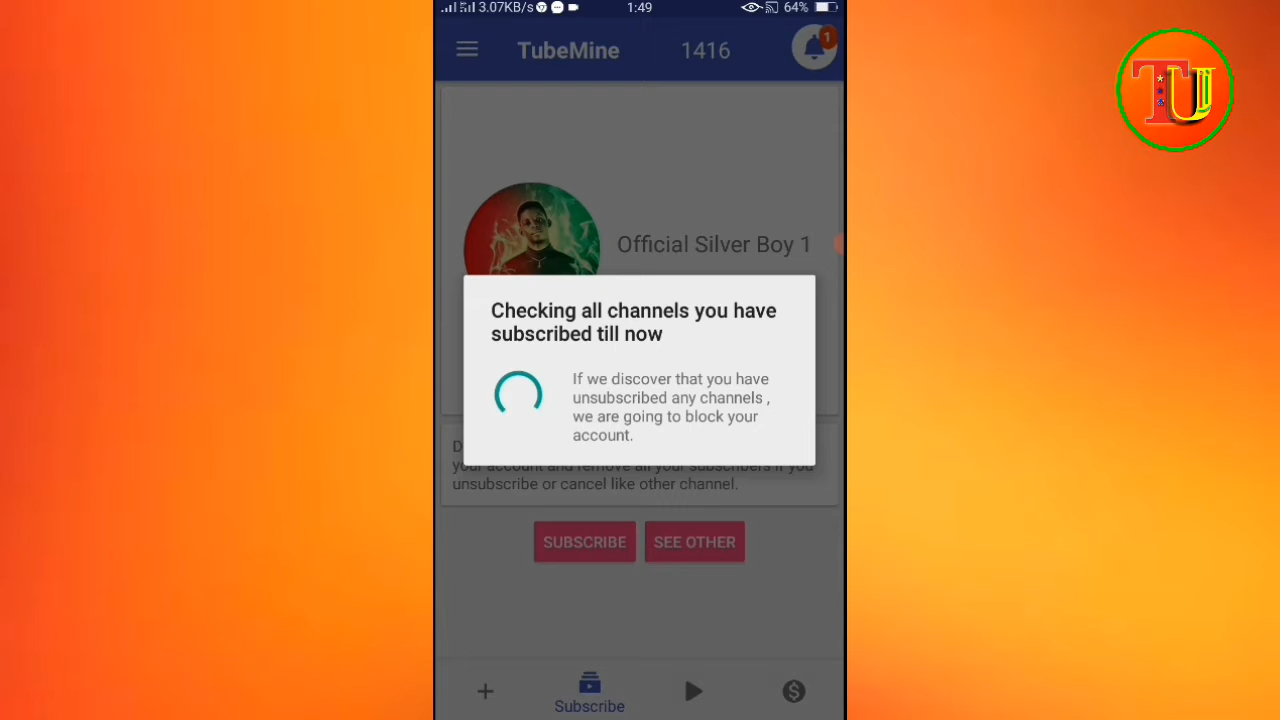 3.07KB/s 1:49 64%
TubeMine 1416 1
TU
Official Silver Boy 1
Checking all channels you have
subscribed till now
If we discover that you have
unsubscribed any channels ,
we are going to block your
account.
D
your account and remove all your subscribers if you
unsubscribe or cancel like other channel.
SUBSCRIBE SEE OTHER
Subscribe